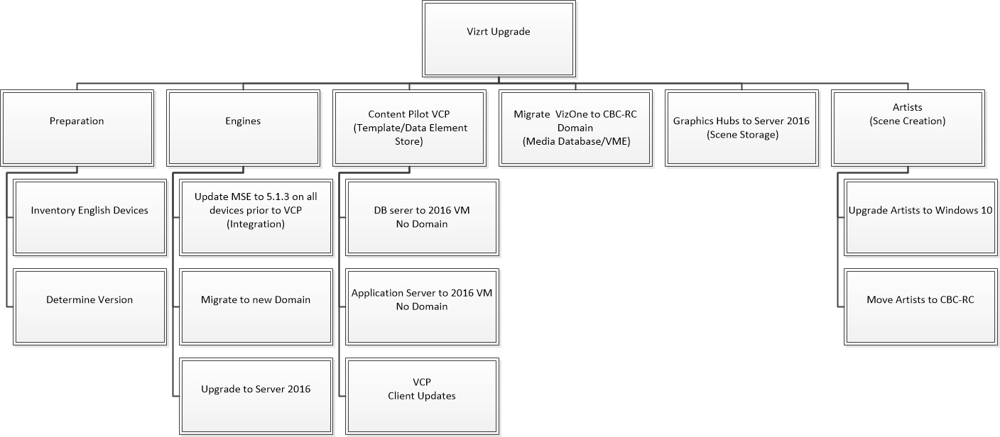 Vizrt Upgrade
Preparation
Engines
Content Pilot VCP
(Template/Data Element
Store)
Migrate  VizOne to CBC-RC
Domain
(Media Database/VME)
Graphics Hubs to Server 2016
(Scene Storage)
Artists
(Scene Creation)
Inventory English Devices
Update MSE to 5.1.3 on all
devices prior to VCP
(Integration)
DB serer to 2016 VM
No Domain
Upgrade Artists to Windows 10
Determine Version
Migrate to new Domain
Application Server to 2016 VM
No Domain
Move Artists to CBC-RC
Upgrade to Server 2016
VCP
Client Updates